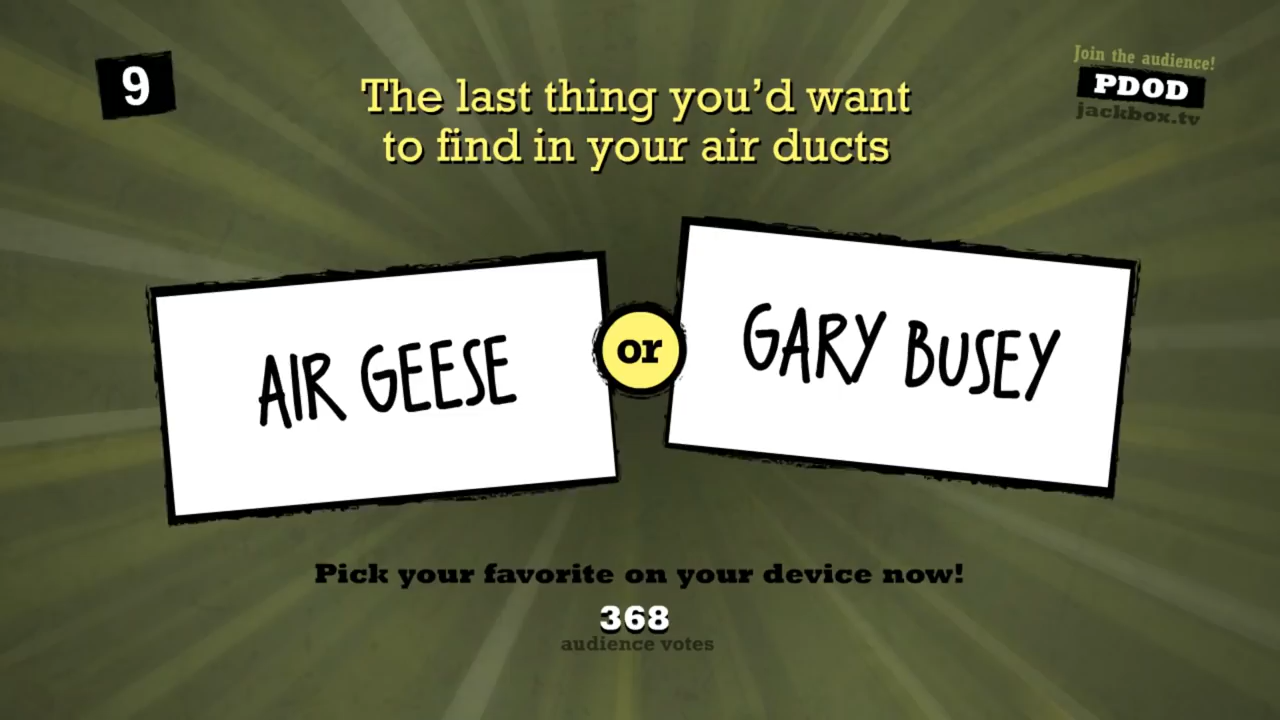 9
The last thing you'd want
to find in your air ducts
Join the audience!
PDOD
jackbox.tv
AIR GEESE
or
GARY BUSEY
Pick your favorite on your device now!
368
audience votes